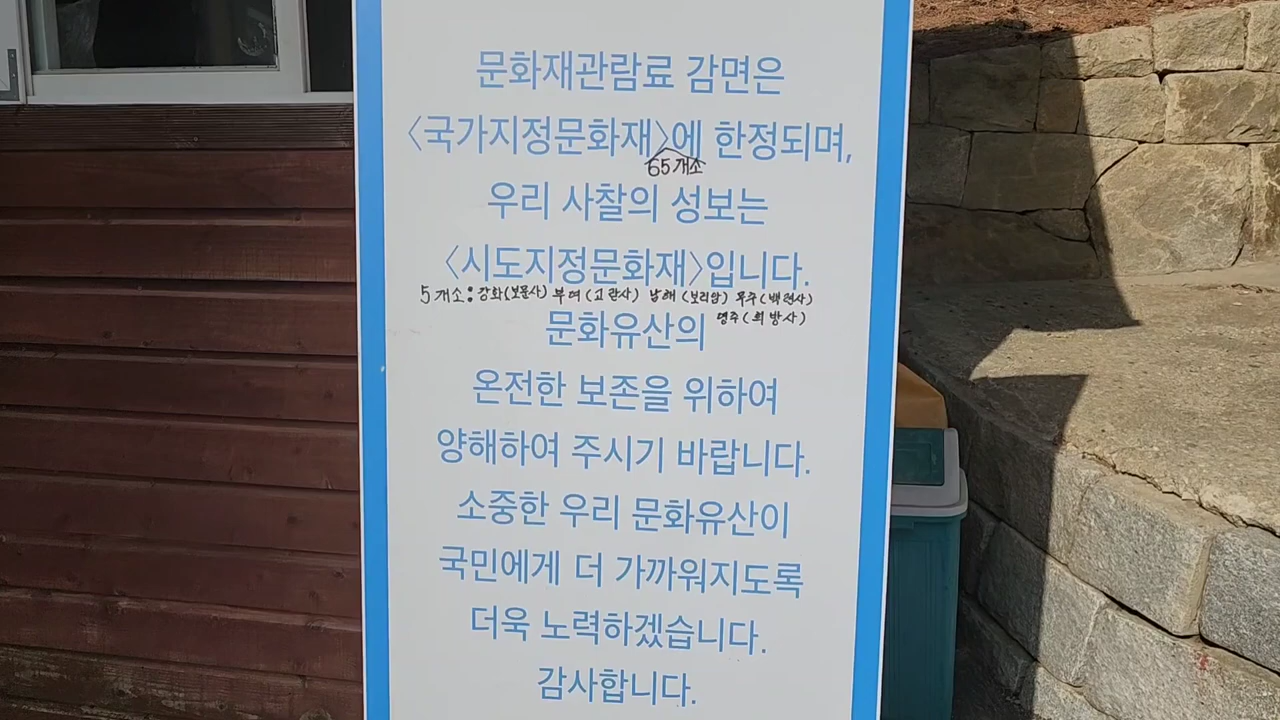 문화재관람료 감면은
〈국가지정문화재〉에 한정되며,
65개소
우리 사찰의 성보는
〈시도지정문화재〉입니다.
5개소: 강화(보문사) 부여(고란사) 남해(보리암) 무주(백련사)
영주(희방사)
문화유산의
온전한 보존을 위하여
양해하여 주시기 바랍니다.
소중한 우리 문화유산이
국민에게 더 가까워지도록
더욱 노력하겠습니다.
감사합니다.